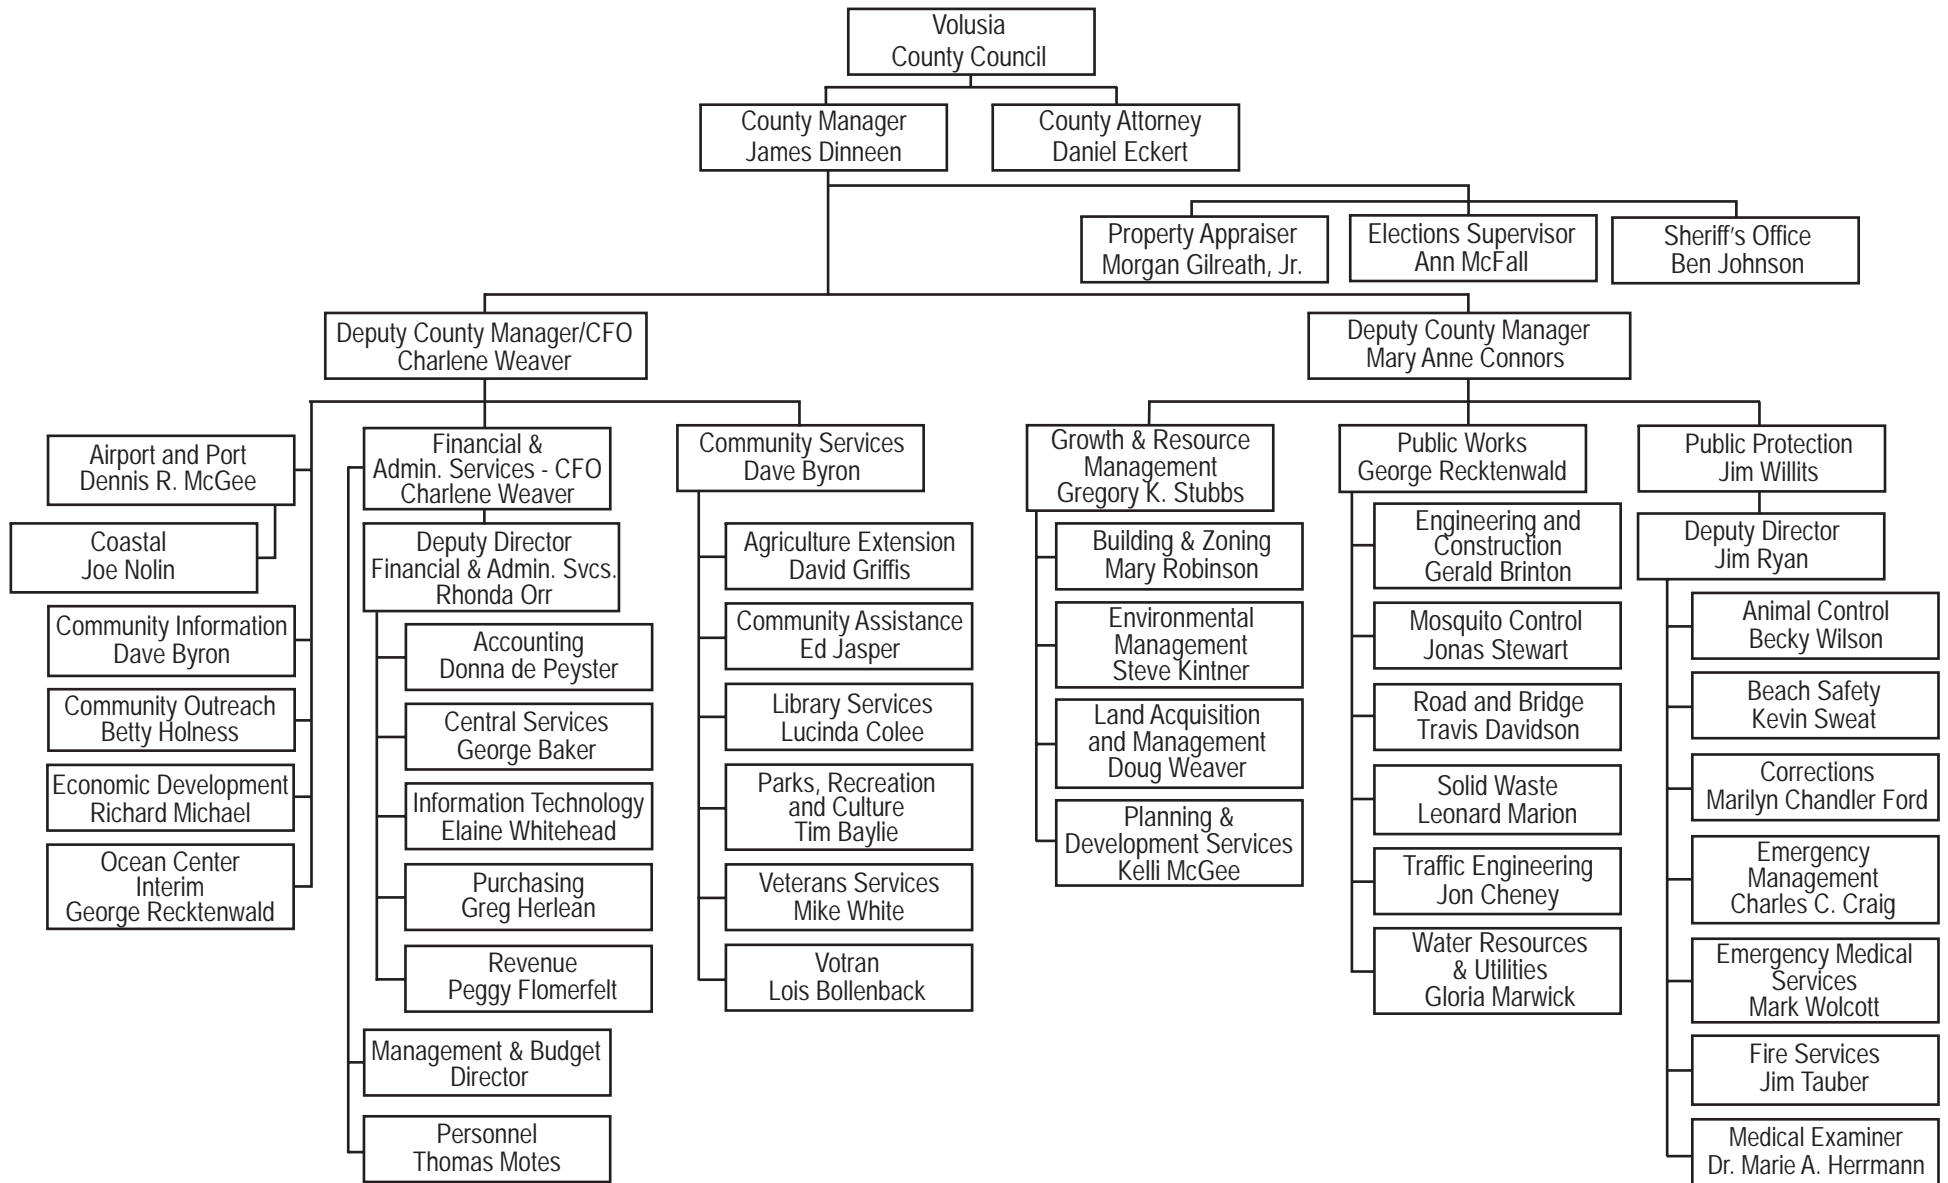 Volusia
County Council
County Manager
James Dinneen
County Attorney
Daniel Eckert
Property Appraiser
Morgan Gilreath, Jr.
Elections Supervisor
Ann McFall
Sheriff's Office
Ben Johnson
Deputy County Manager/CFO
Charlene Weaver
Deputy County Manager
Mary Anne Connors
Airport and Port
Dennis R. McGee
Coastal
Joe Nolin
Community Information
Dave Byron
Community Outreach
Betty Holness
Economic Development
Richard Michael
Ocean Center
Interim
George Recktenwald
Financial &
Admin. Services - CFO
Charlene Weaver
Deputy Director
Financial & Admin. Svcs.
Rhonda Orr
Accounting
Donna de Peyster
Central Services
George Baker
Information Technology
Elaine Whitehead
Purchasing
Greg Herlean
Revenue
Peggy Flomerfelt
Management & Budget
Director
Personnel
Thomas Motes
Community Services
Dave Byron
Agriculture Extension
David Griffis
Community Assistance
Ed Jasper
Library Services
Lucinda Colee
Parks, Recreation
and Culture
Tim Baylie
Veterans Services
Mike White
Votran
Lois Bollenback
Growth & Resource
Management
Gregory K. Stubbs
Building & Zoning
Mary Robinson
Environmental
Management
Steve Kintner
Land Acquisition
and Management
Doug Weaver
Planning &
Development Services
Kelli McGee
Public Works
George Recktenwald
Engineering and
Construction
Gerald Brinton
Mosquito Control
Jonas Stewart
Road and Bridge
Travis Davidson
Solid Waste
Leonard Marion
Traffic Engineering
Jon Cheney
Water Resources
& Utilities
Gloria Marwick
Public Protection
Jim Willits
Deputy Director
Jim Ryan
Animal Control
Becky Wilson
Beach Safety
Kevin Sweat
Corrections
Marilyn Chandler Ford
Emergency
Management
Charles C. Craig
Emergency Medical
Services
Mark Wolcott
Fire Services
Jim Tauber
Medical Examiner
Dr. Marie A. Herrmann